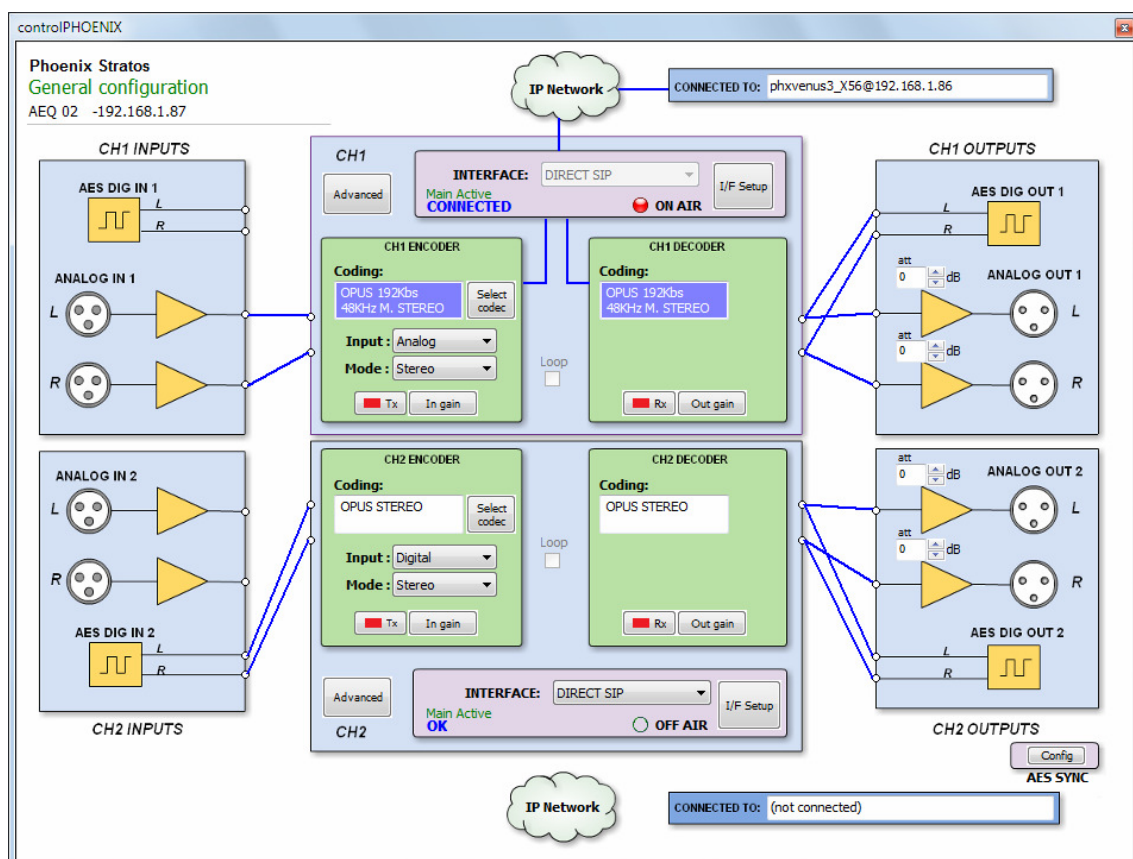 controlPHOENIX
Phoenix Stratos
General configuration
AEQ 02 -192.168.1.87
IP Network
CONNECTED TO: phxvenus3_X56@192.168.1.86
CH1 INPUTS
CH1
CH1 OUTPUTS
Advanced
INTERFACE: DIRECT SIP
I/F Setup
Main Active
CONNECTED
ON AIR
AES DIG IN 1
L
R
AES DIG OUT 1
L
R
ANALOG IN 1
L
R
CH1 ENCODER
Coding:
OPUS 192Kbs
48KHz M. STEREO
Select
codec
Input : Analog
Mode : Stereo
Tx
In gain
Loop
CH1 DECODER
Coding:
OPUS 192Kbs
48KHz M. STEREO
Rx
Out gain
att
0 dB
ANALOG OUT 1
L
att
0 dB
R
ANALOG IN 2
L
R
AES DIG IN 2
L
R
CH2 INPUTS
CH2 ENCODER
Coding:
OPUS STEREO
Select
codec
Input : Digital
Mode : Stereo
Tx
In gain
Loop
CH2 DECODER
Coding:
OPUS STEREO
Rx
Out gain
att
0 dB
ANALOG OUT 2
L
att
0 dB
R
AES DIG OUT 2
L
R
Advanced
CH2
INTERFACE: DIRECT SIP
I/F Setup
Main Active
OK
OFF AIR
CH2 OUTPUTS
Config
AES SYNC
IP Network
CONNECTED TO: (not connected)